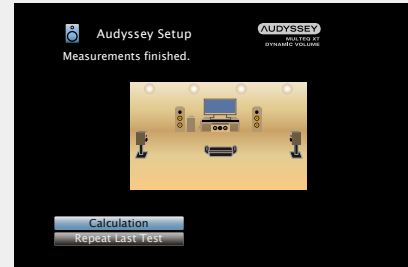 Audyssey Setup
AUDYSSEY
MULTEQ XT
DYNAMIC VOLUME
Measurements finished.
Calculation
Repeat Last Test